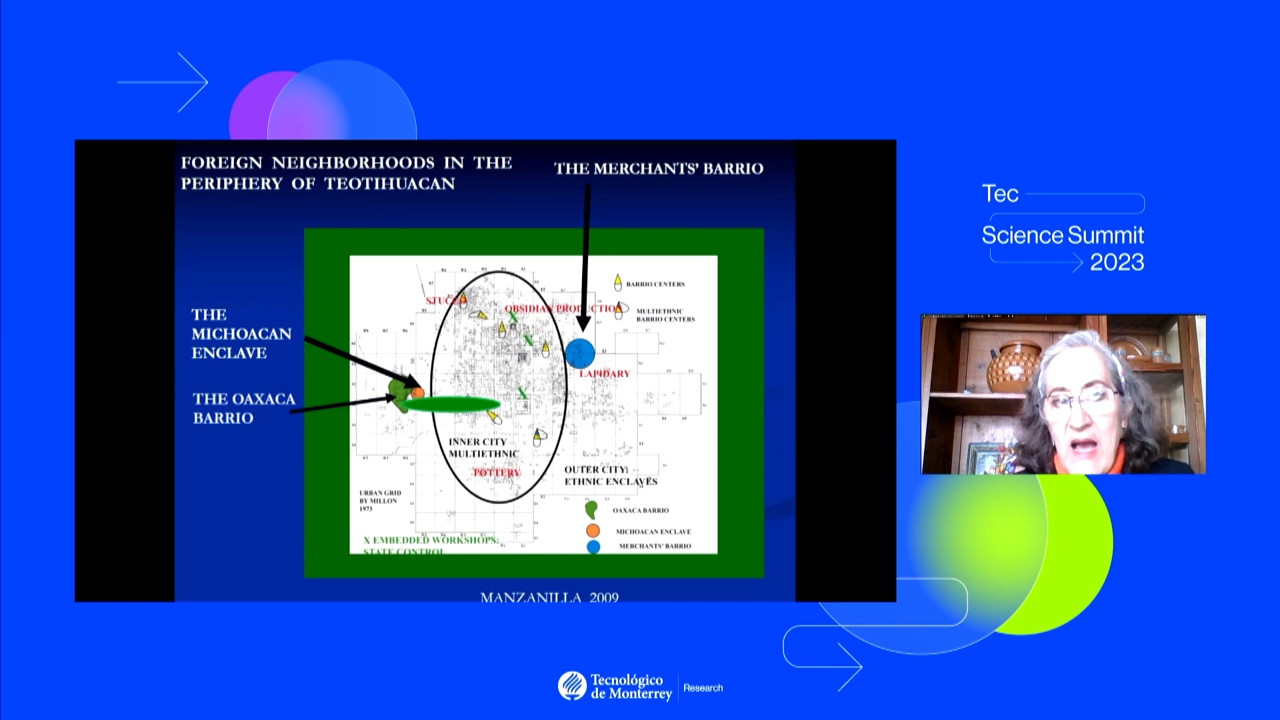 FOREIGN NEIGHBORHOODS IN THE
PERIPHERY OF TEOTIHUACAN
THE MERCHANTS' BARRIO
THE
MICHOACAN
ENCLAVE
THE OAXACA
BARRIO
OBSIDIAN PRODUCTION
LAPIDARY
BARRIO CENTERS
MULTIETHNIC
BARRIO CENTERS
X
X
X
INNER CITY
MULTIETHNIC
POTTERY
OUTER CITY:
ETHNIC ENCLAVES
URBAN GRID
BY MILLON
1973
OAXACA BARRIO
MICHOACAN ENCLAVE
MERCHANTS' BARRIO
X EMBEDDED WORKSHOPS:
STATE CONTROL
MANZANILLA 2009
Tec
Science Summit
2023
Tecnológico
de Monterrey
Research